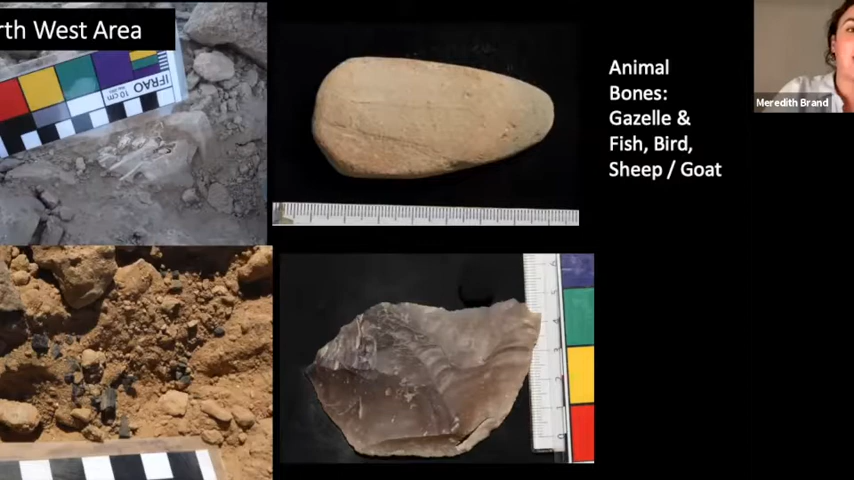 rth West Area
IFRAO
10 cm
Animal
Bones:
Gazelle &
Fish, Bird,
Sheep / Goat
Meredith Brand